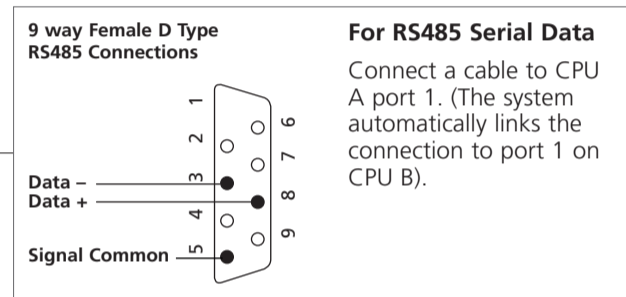 9 way Female D Type
RS485 Connections
1
2
3
4
5
6
7
8
9
Data –
Data +
Signal Common
For RS485 Serial Data
Connect a cable to CPU
A port 1. (The system
automatically links the
connection to port 1 on
CPU B).